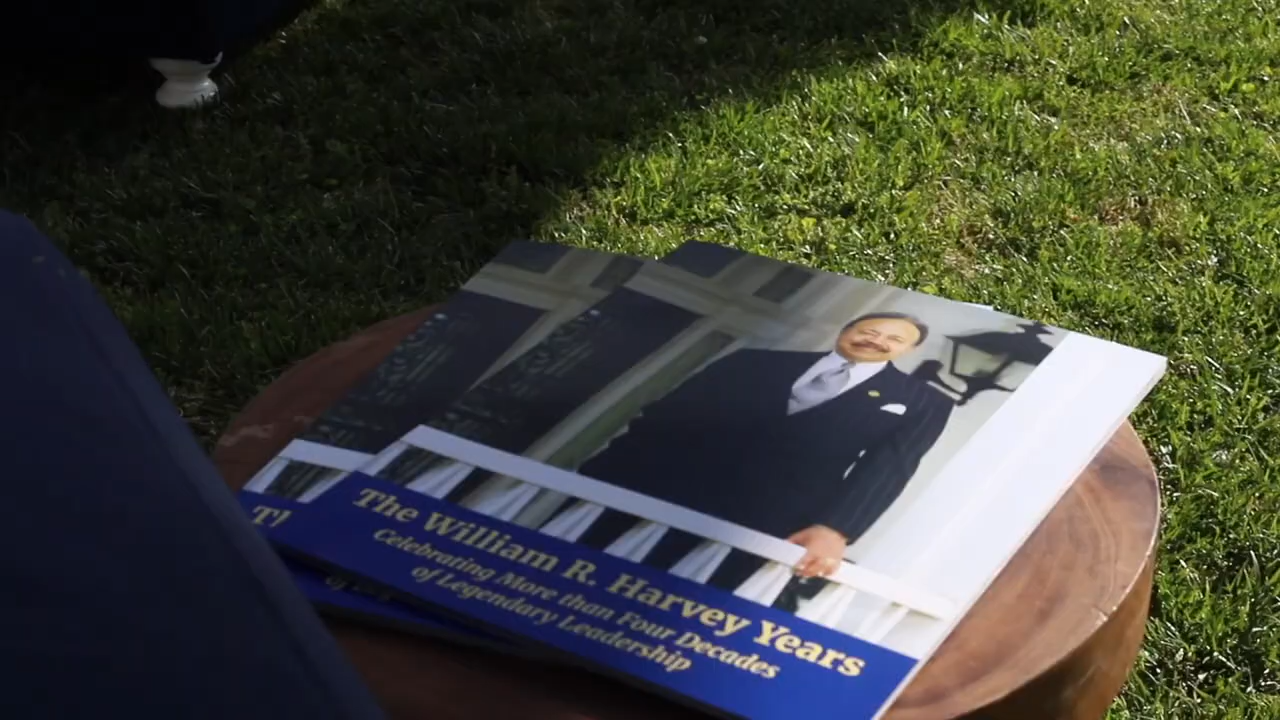 The William R. Harvey Years
Celebrating More than Four Decades
of Legendary Leadership